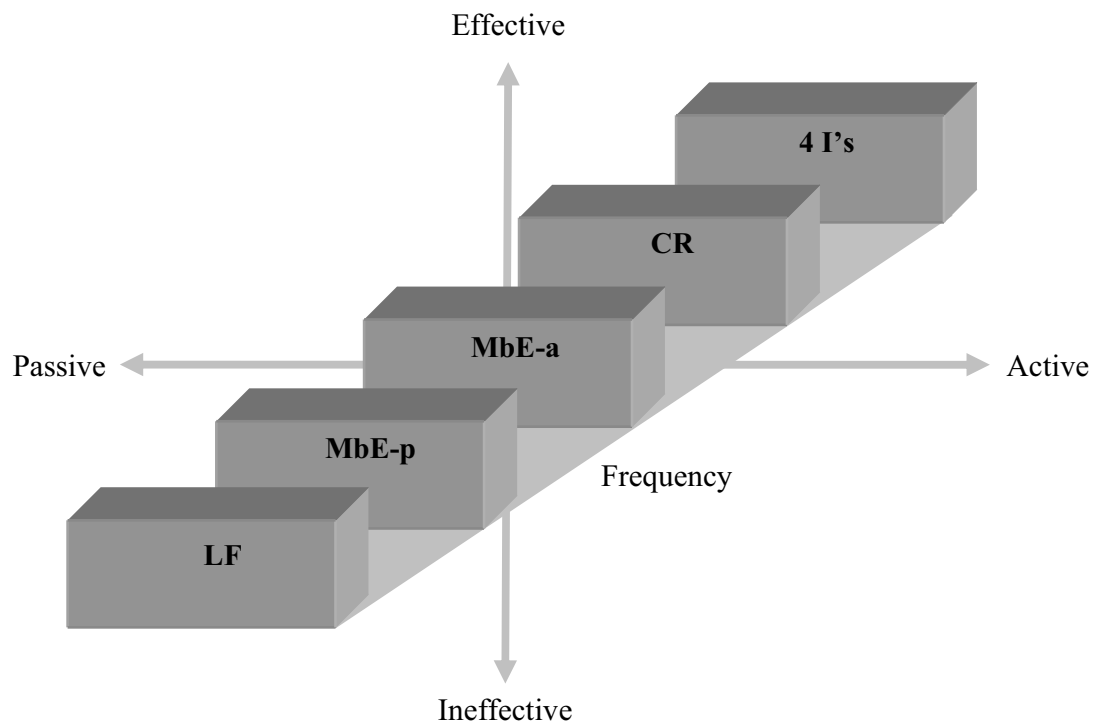 Effective
4 I’s
CR
MbE-a
Passive
Active
MbE-p
Frequency
LF
Ineffective